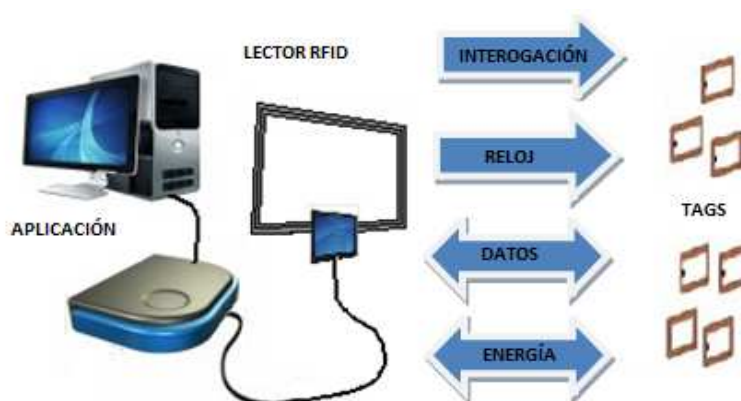 LECTOR RFID
INTEROGACIÓN
RELOJ
APLICACIÓN
TAGS
DATOS
ENERGÍA